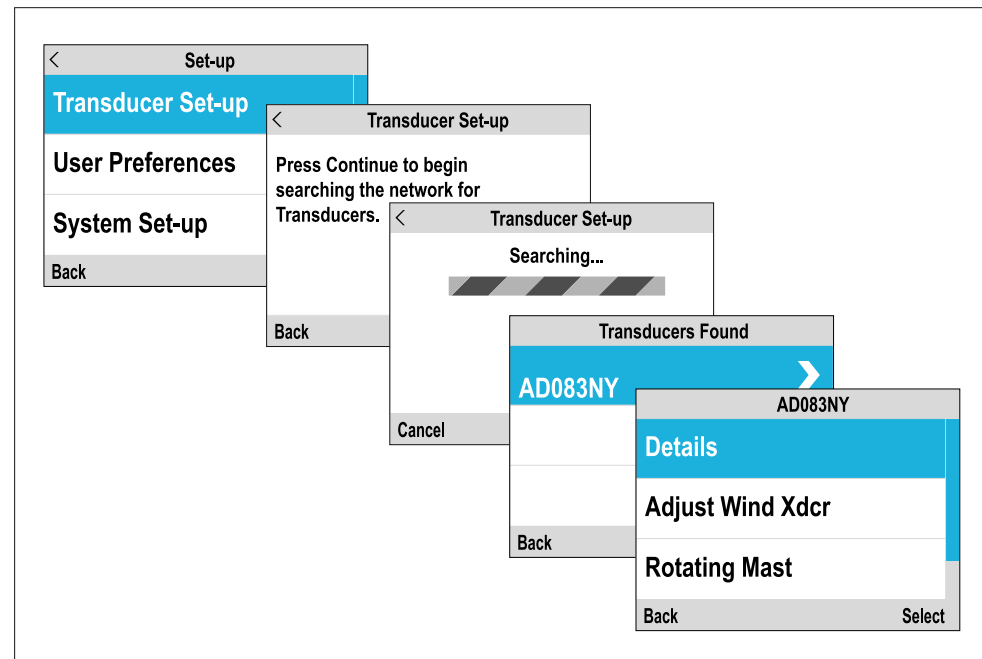 Set-up
Transducer Set-up
User Preferences
System Set-up
Back
Transducer Set-up
Press Continue to begin
searching the network for
Transducers.
Back
Transducer Set-up
Searching...
Cancel
Transducers Found
AD083NY
Back
AD083NY
Details
Adjust Wind Xdcr
Rotating Mast
Back Select